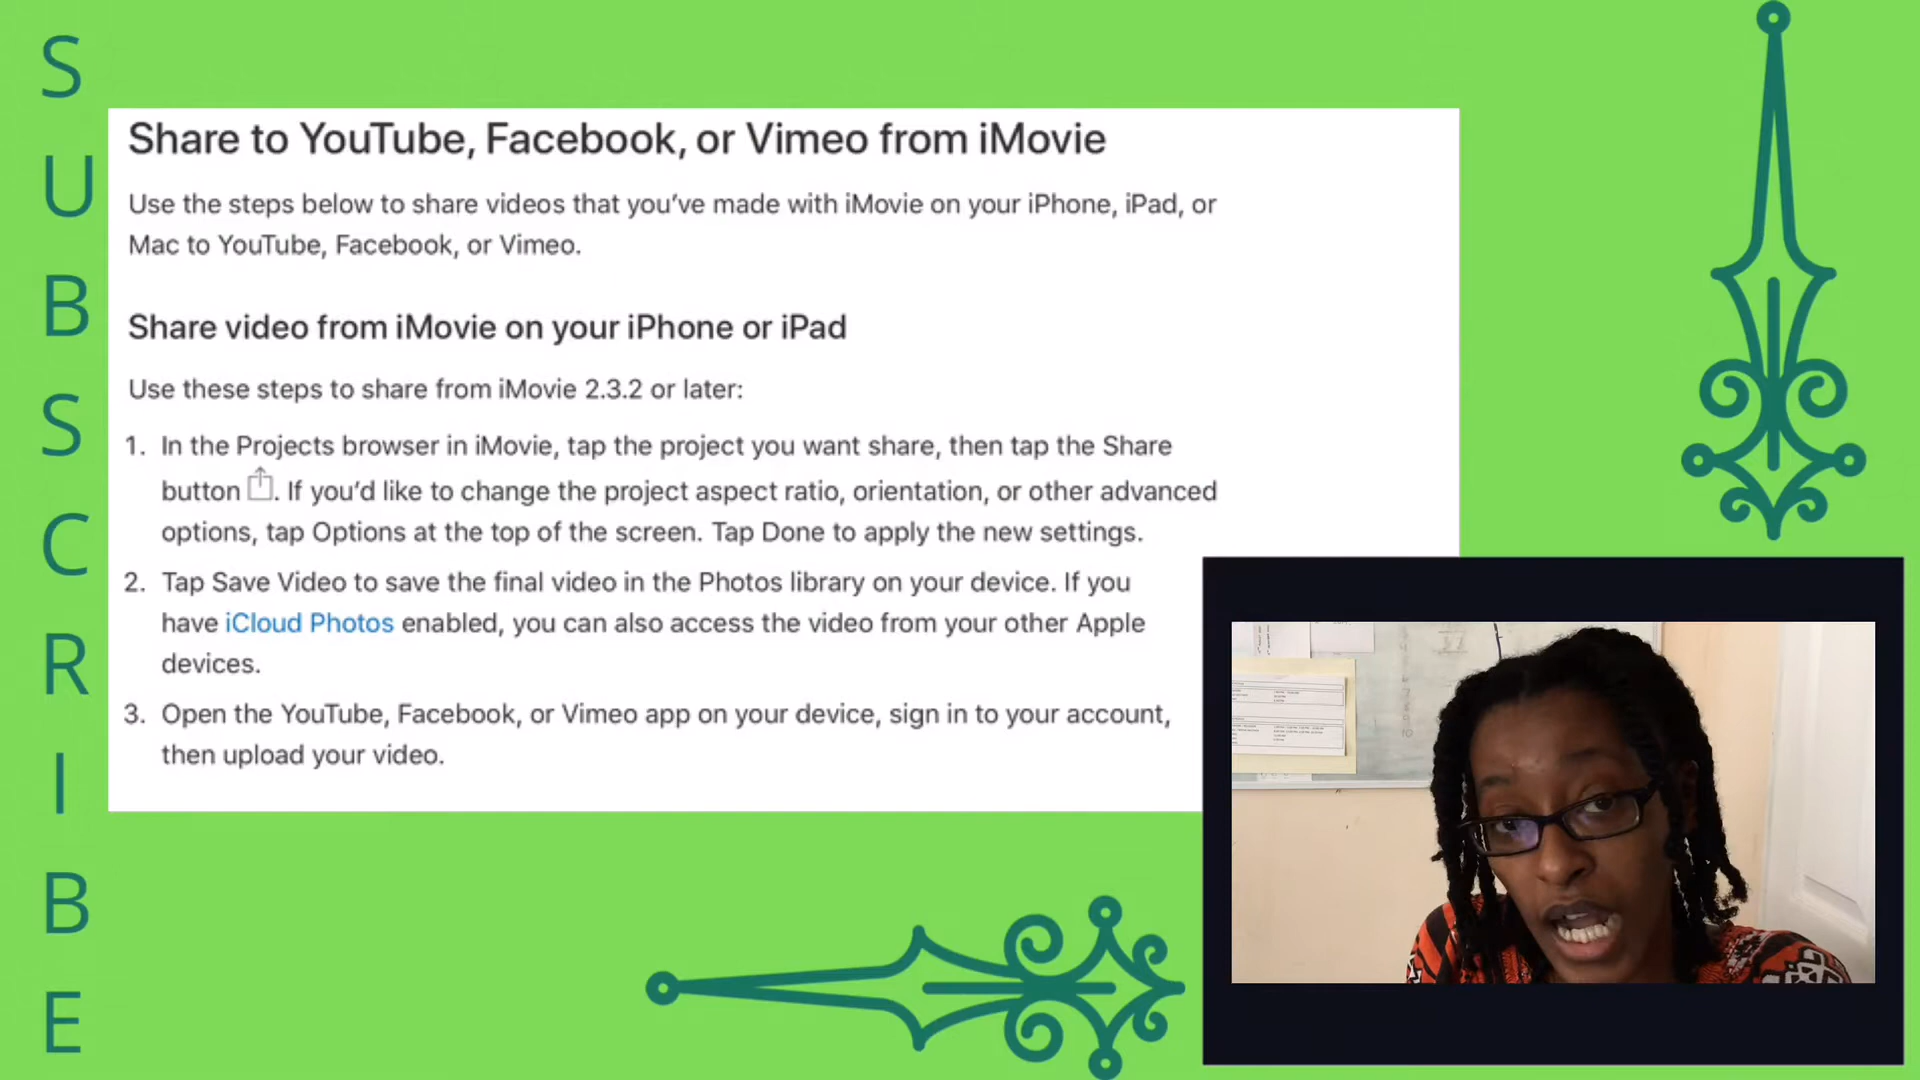 SUBSCRIBE
Share to YouTube, Facebook, or Vimeo from iMovie
Use the steps below to share videos that you’ve made with iMovie on your iPhone, iPad, or
Mac to YouTube, Facebook, or Vimeo.
Share video from iMovie on your iPhone or iPad
Use these steps to share from iMovie 2.3.2 or later:
1. In the Projects browser in iMovie, tap the project you want share, then tap the Share
button . If you’d like to change the project aspect ratio, orientation, or other advanced
options, tap Options at the top of the screen. Tap Done to apply the new settings.
2. Tap Save Video to save the final video in the Photos library on your device. If you
have iCloud Photos enabled, you can also access the video from your other Apple
devices.
3. Open the YouTube, Facebook, or Vimeo app on your device, sign in to your account,
then upload your video.